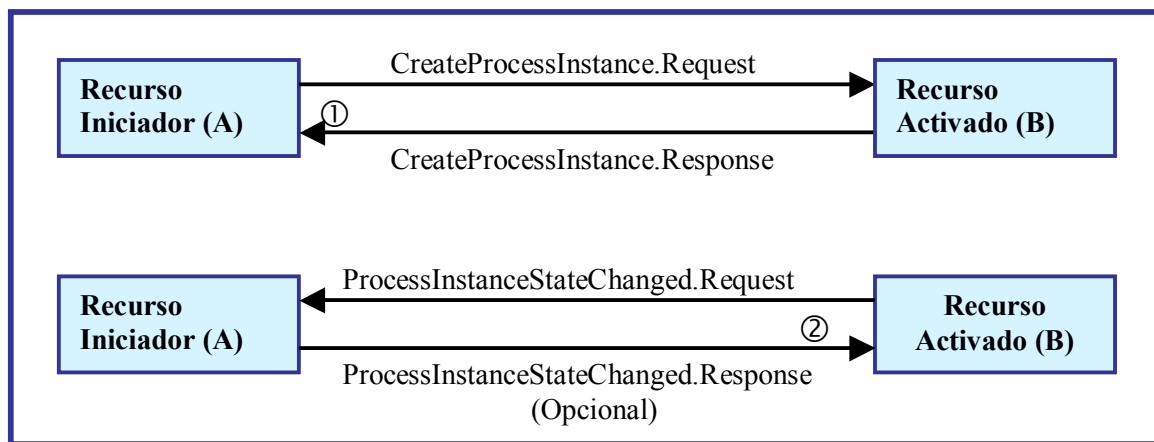 CreateProcessInstance.Request
Recurso
Iniciador (A)
①
Recurso
Activado (B)
CreateProcessInstance.Response
ProcessInstanceStateChanged.Request
Recurso
Iniciador (A)
②
Recurso
Activado (B)
ProcessInstanceStateChanged.Response
(Opcional)